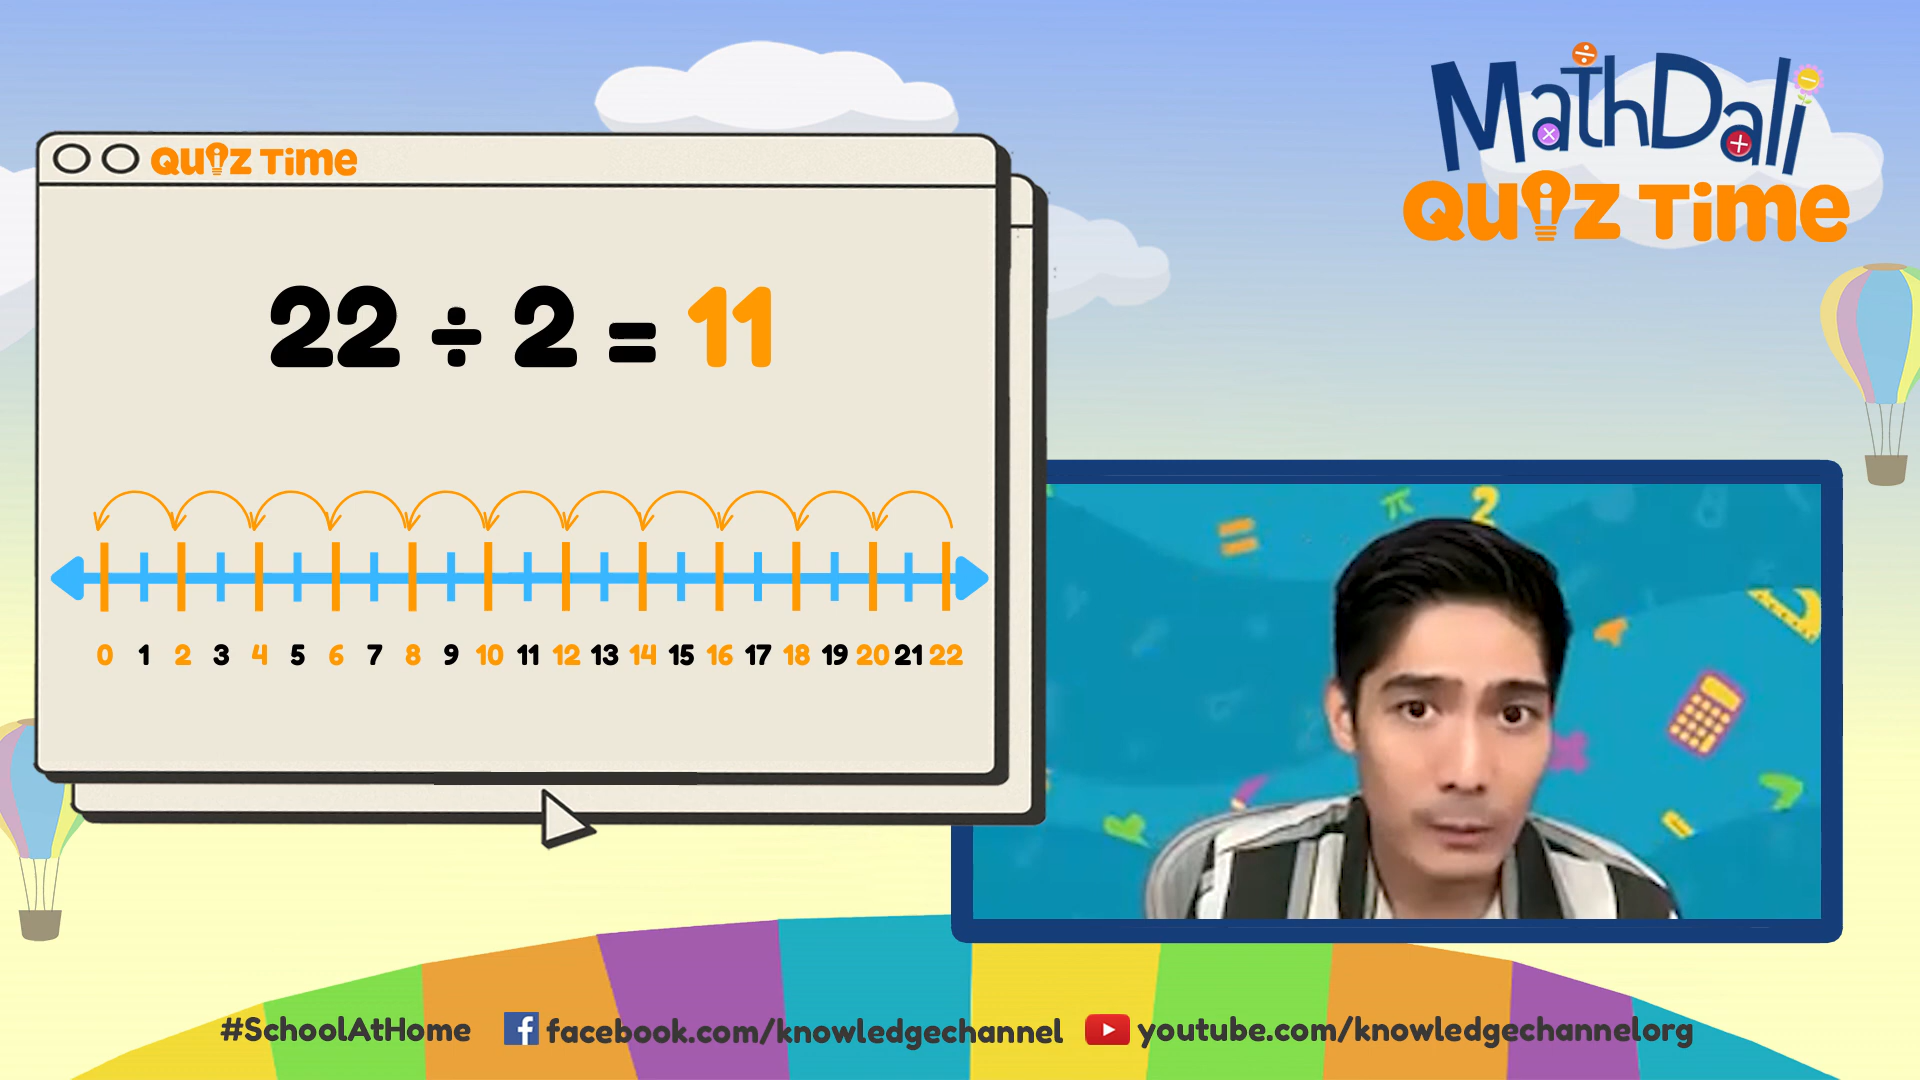 MathDali
Quiz Time
Quiz Time
22 ÷ 2 = 11
0 1 2 3 4 5 6 7 8 9 10 11 12 13 14 15 16 17 18 19 20 21 22
π 2
=
#SchoolAtHome facebook.com/knowledgechannel youtube.com/knowledgechannelorg